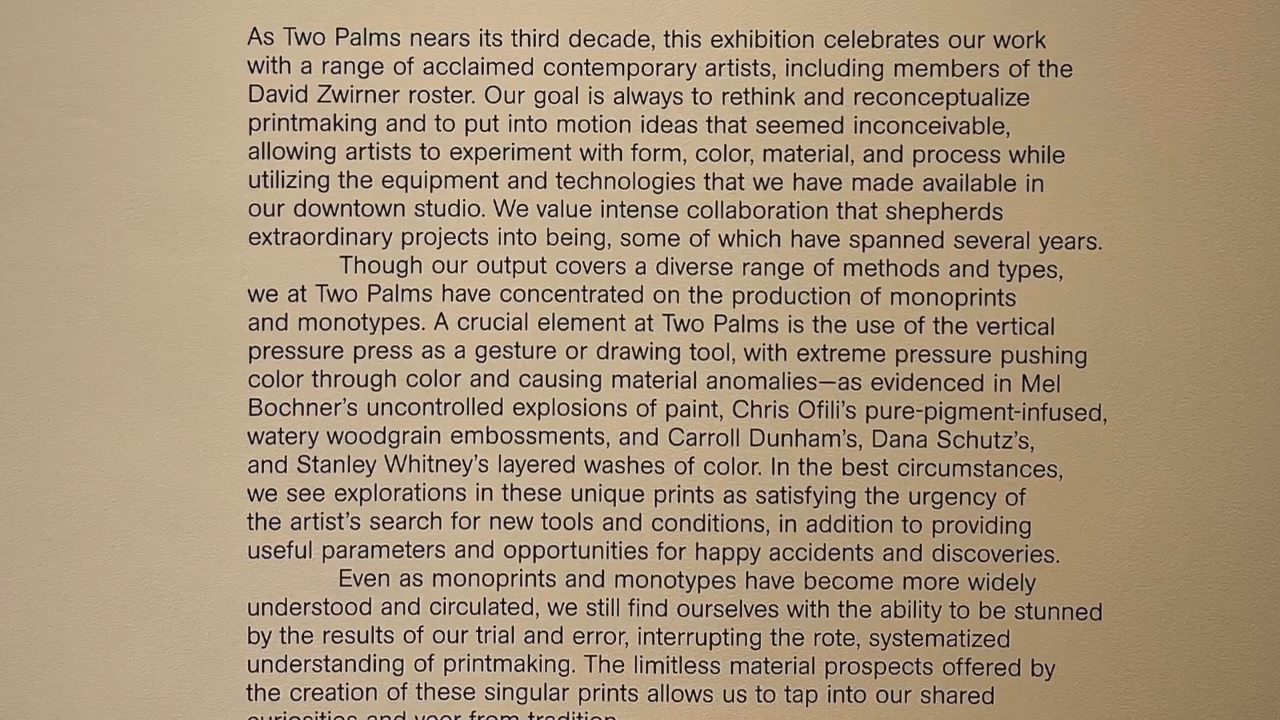 As Two Palms nears its third decade, this exhibition celebrates our work
with a range of acclaimed contemporary artists, including members of the
David Zwirner roster. Our goal is always to rethink and reconceptualize
printmaking and to put into motion ideas that seemed inconceivable,
allowing artists to experiment with form, color, material, and process while
utilizing the equipment and technologies that we have made available in
our downtown studio. We value intense collaboration that shepherds
extraordinary projects into being, some of which have spanned several years.
Though our output covers a diverse range of methods and types,
we at Two Palms have concentrated on the production of monoprints
and monotypes. A crucial element at Two Palms is the use of the vertical
pressure press as a gesture or drawing tool, with extreme pressure pushing
color through color and causing material anomalies—as evidenced in Mel
Bochner’s uncontrolled explosions of paint, Chris Ofili’s pure-pigment-infused,
watery woodgrain embossments, and Carroll Dunham’s, Dana Schutz’s,
and Stanley Whitney’s layered washes of color. In the best circumstances,
we see explorations in these unique prints as satisfying the urgency of
the artist’s search for new tools and conditions, in addition to providing
useful parameters and opportunities for happy accidents and discoveries.
Even as monoprints and monotypes have become more widely
understood and circulated, we still find ourselves with the ability to be stunned
by the results of our trial and error, interrupting the rote, systematized
understanding of printmaking. The limitless material prospects offered by
the creation of these singular prints allows us to tap into our shared
curiosities and veer from tradition.